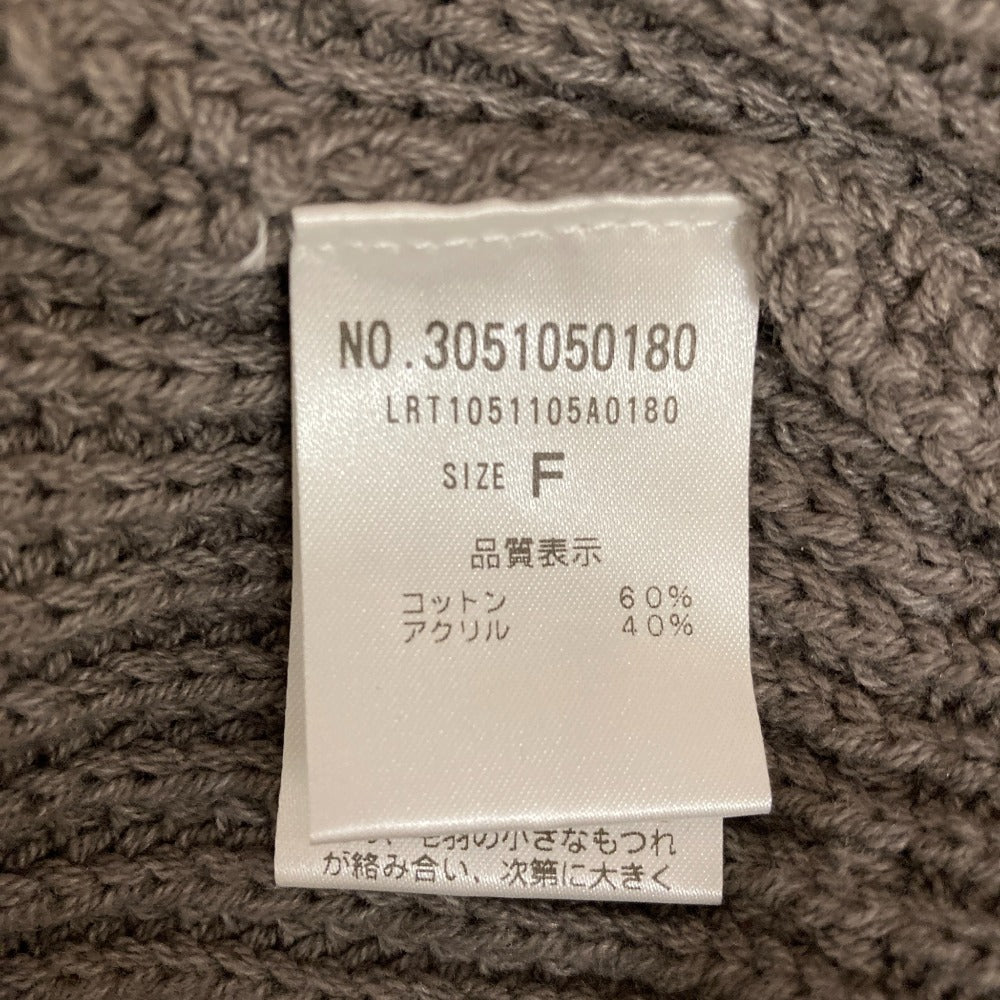 NO.3051050180
LRT1051105A0180
SIZE F
品質表示
コットン 60%
アクリル 40%
羽の小さなもつれ
が絡み合い、次第に大きく